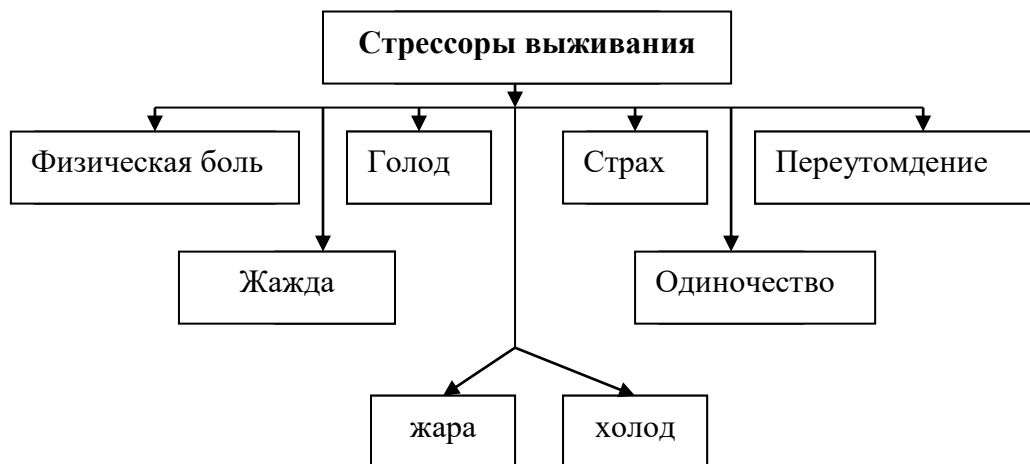 Стрессоры выживания
Физическая боль
Голод
Страх
Переутомдение
Жажда
Одиночество
жара
холод